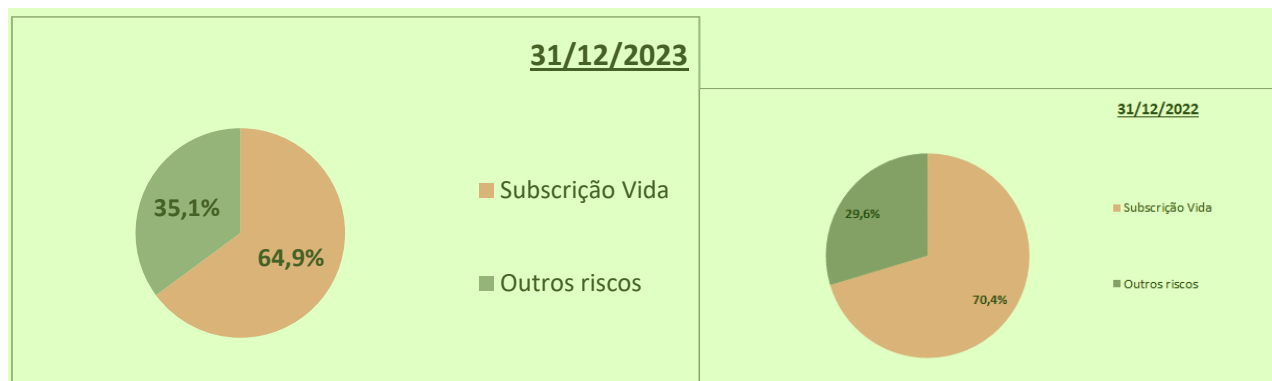 31/12/2023
35,1%
64,9%
Subscrição Vida
Outros riscos
31/12/2022
29,6%
70,4%
Subscrição Vida
Outros riscos